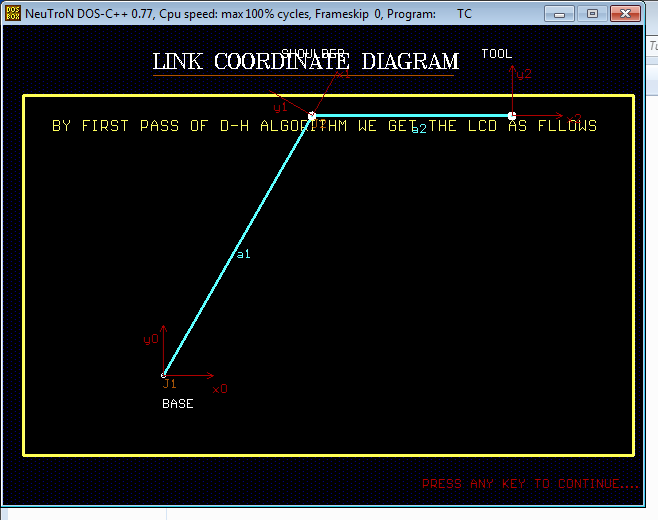 DOS BOX NeuTroN DOS-C++ 0.77, Cpu speed: max 100% cycles, Frameskip 0, Program: TC
SHOULDER TOOL
LINK COORDINATE DIAGRAM
x1 y2
y1
BY FIRST PASS OF D-H ALGORITHM WE GET THE LCD AS FLLOWS
a2
a1
y0
J1
x0
BASE
PRESS ANY KEY TO CONTINUE....